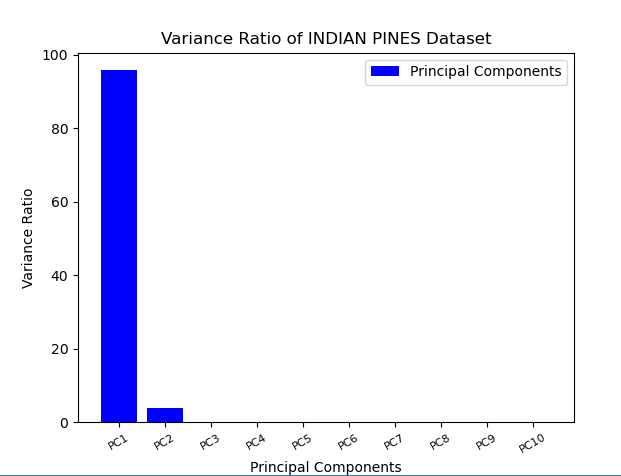 Variance Ratio of INDIAN PINES Dataset
Principal Components
Variance Ratio
100
80
60
40
20
0
PC1 PC2 PC3 PC4 PC5 PC6 PC7 PC8 PC9 PC10
Principal Components